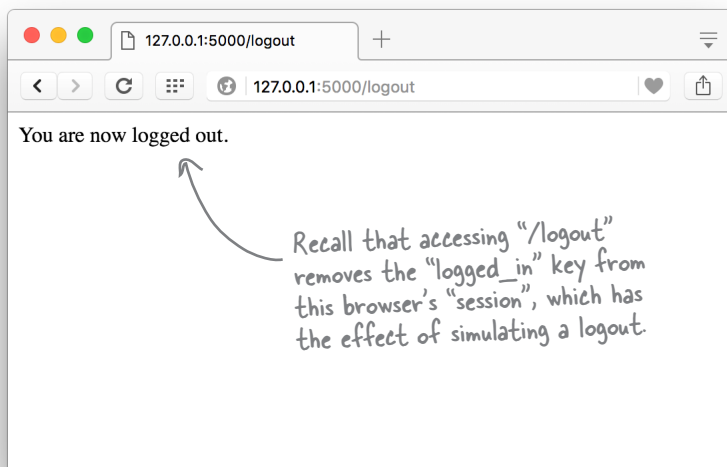 127.0.0.1:5000/logout
127.0.0.1:5000/logout
You are now logged out.
Recall that accessing “/logout”
removes the “logged_in” key from
this browser's “session”, which has
the effect of simulating a logout.